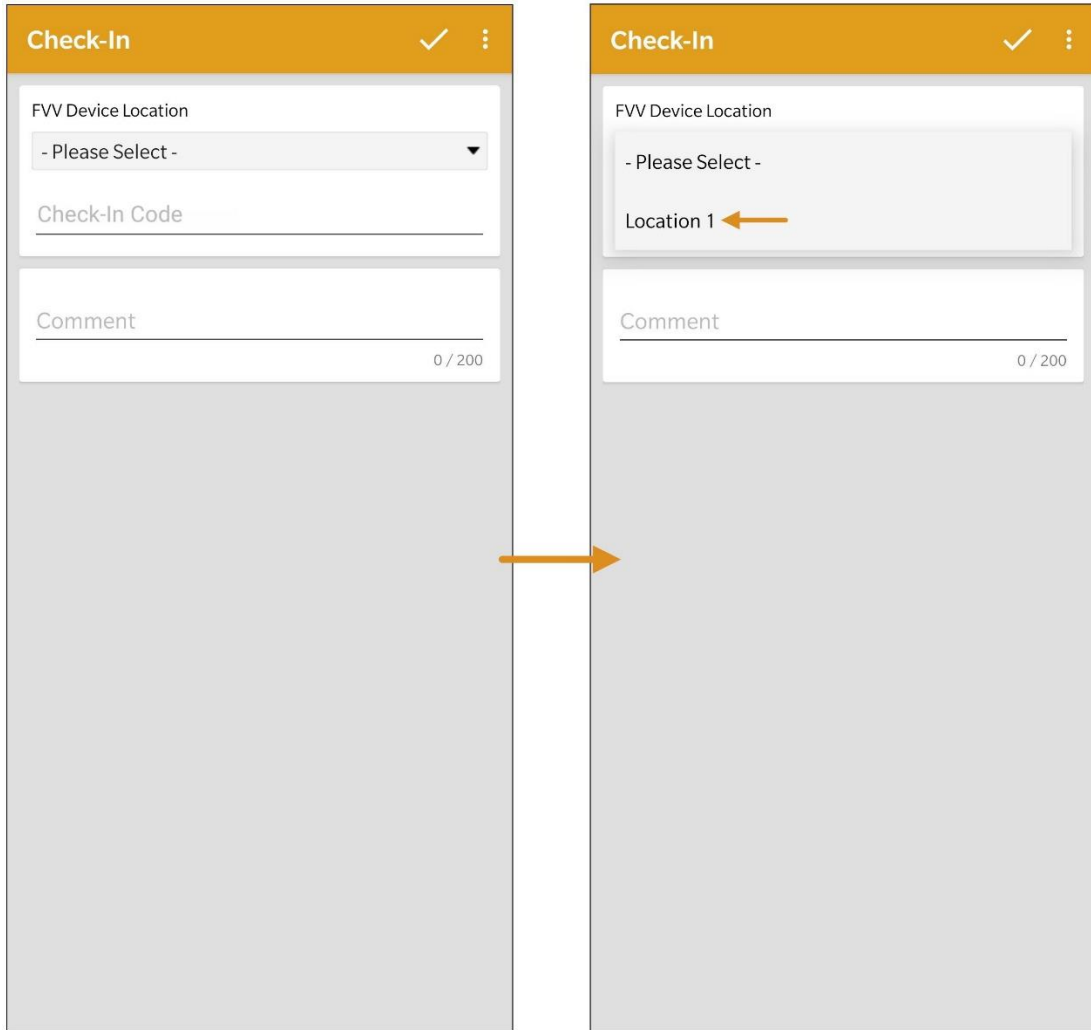 Check-In
FVV Device Location
- Please Select -
Check-In Code
Comment
0 / 200
Check-In
FVV Device Location
- Please Select -
Location 1
Comment
0 / 200